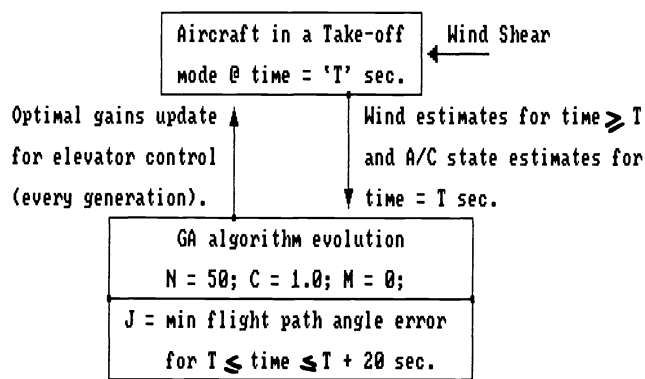 Aircraft in a Take-off
mode @ time = 'T' sec.
Wind Shear
Optimal gains update
for elevator control
(every generation).
Wind estimates for time ⩾ T
and A/C state estimates for
time = T sec.
GA algorithm evolution
N = 50; C = 1.0; M = 0;
J = min flight path angle error
for T ⩽ time ⩽ T + 20 sec.